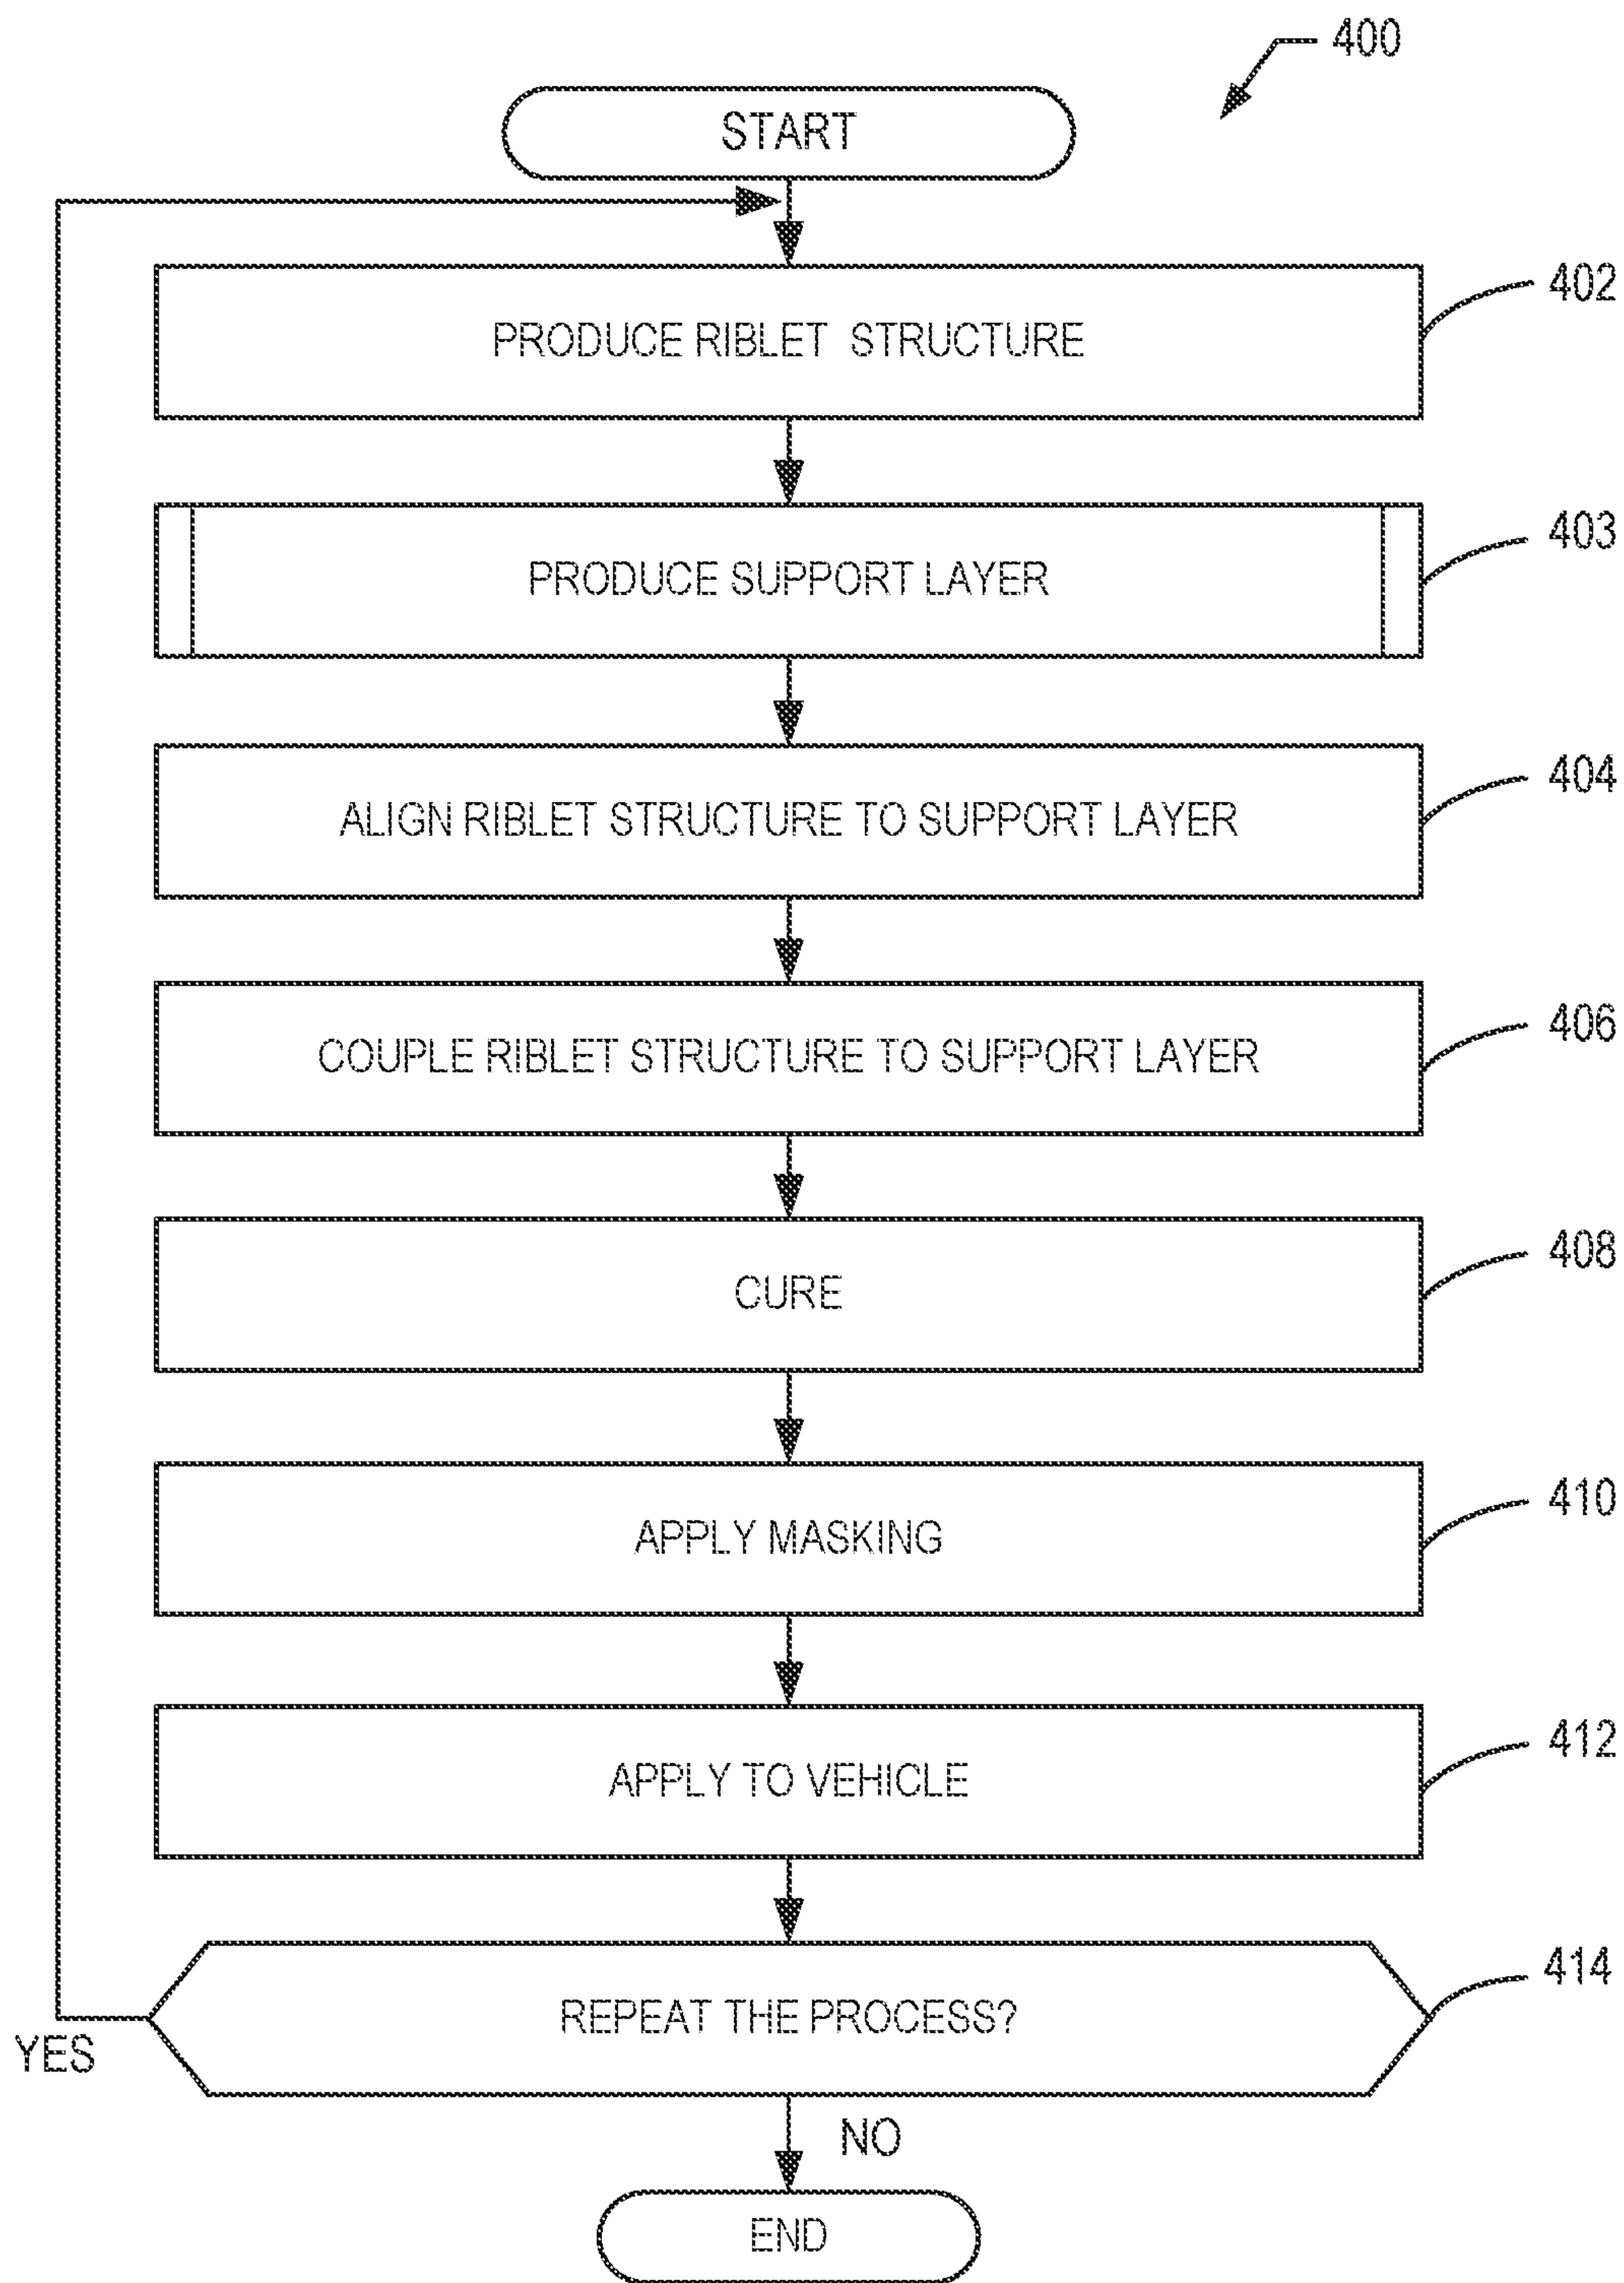 400
START
402
PRODUCE RIBLET STRUCTURE
403
PRODUCE SUPPORT LAYER
404
ALIGN RIBLET STRUCTURE TO SUPPORT LAYER
406
COUPLE RIBLET STRUCTURE TO SUPPORT LAYER
408
CURE
410
APPLY MASKING
412
APPLY TO VEHICLE
414
REPEAT THE PROCESS?
YES
NO
END